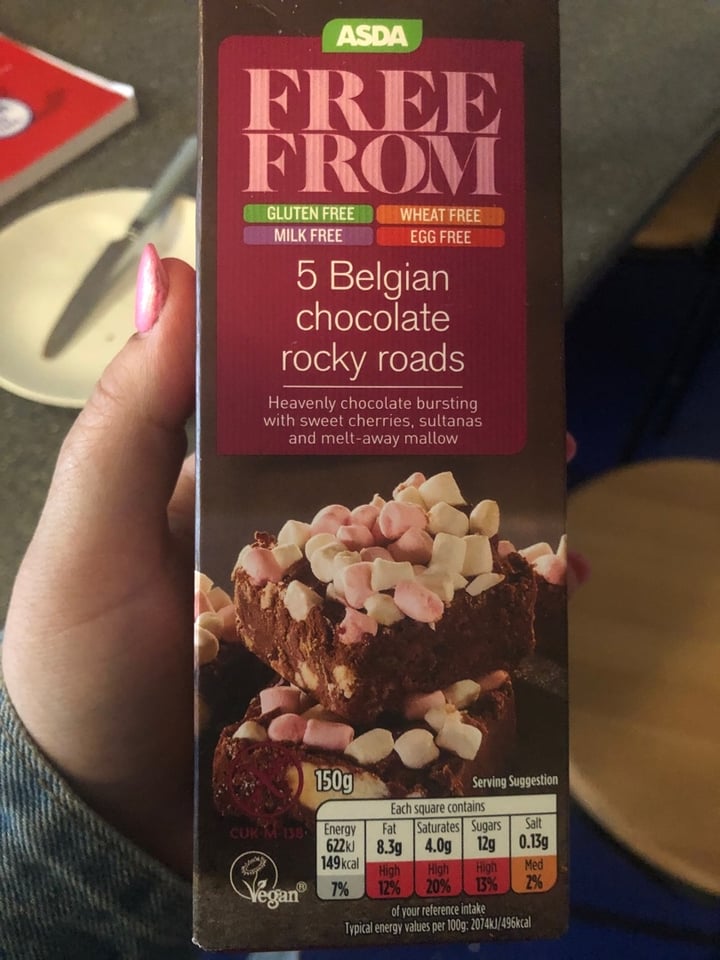 ASDA
FREE
FROM
GLUTEN FREE WHEAT FREE
MILK FREE EGG FREE
5 Belgian
chocolate
rocky roads
Heavenly chocolate bursting
with sweet cherries, sultanas
and melt-away mallow
150g Serving Suggestion
CUK-M-138
Each square contains
Energy Fat Saturates Sugars Salt
622kJ 8.3g 4.0g 12g 0.13g
149kcal High High High Med
7% 12% 20% 13% 2%
of your reference intake
Typical energy values per 100g: 2074kJ/496kcal
Vegan®